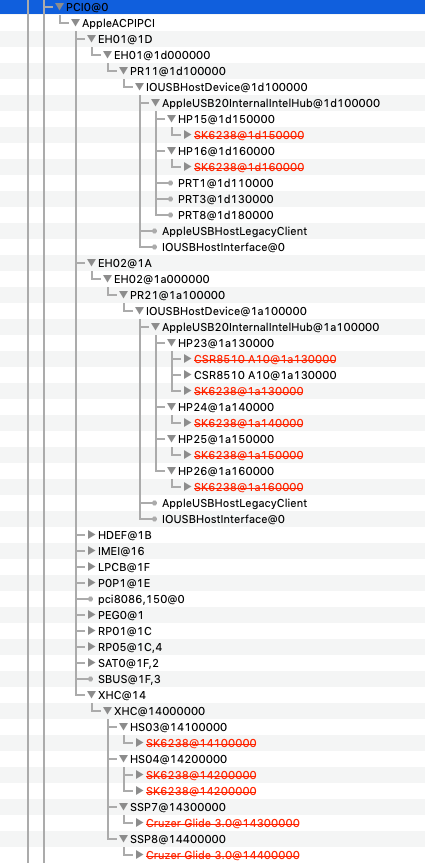 PCI0@0
AppleACPIPCI
EH01@1D
EH01@1d000000
PR11@1d100000
IOUSBHostDevice@1d100000
AppleUSB20InternalIntelHub@1d100000
HP15@1d150000
SK6238@1d150000
HP16@1d160000
SK6238@1d160000
PRT1@1d110000
PRT3@1d130000
PRT8@1d180000
AppleUSBHostLegacyClient
IOUSBHostInterface@0
EH02@1A
EH02@1a000000
PR21@1a100000
IOUSBHostDevice@1a100000
AppleUSB20InternalIntelHub@1a100000
HP23@1a130000
CSR8510 A10@1a130000
CSR8510 A10@1a130000
SK6238@1a130000
HP24@1a140000
SK6238@1a140000
HP25@1a150000
SK6238@1a150000
HP26@1a160000
SK6238@1a160000
AppleUSBHostLegacyClient
IOUSBHostInterface@0
HDEF@1B
IMEI@16
LPCB@1F
P0P1@1E
pci8086,150@0
PEG0@1
RP01@1C
RP05@1C,4
SAT0@1F,2
SBUS@1F,3
XHC@14
XHC@14000000
HS03@14100000
SK6238@14100000
HS04@14200000
SK6238@14200000
SK6238@14200000
SSP7@14300000
Cruzer Glide 3.0@14300000
SSP8@14400000
Cruzer Glide 3.0@14400000